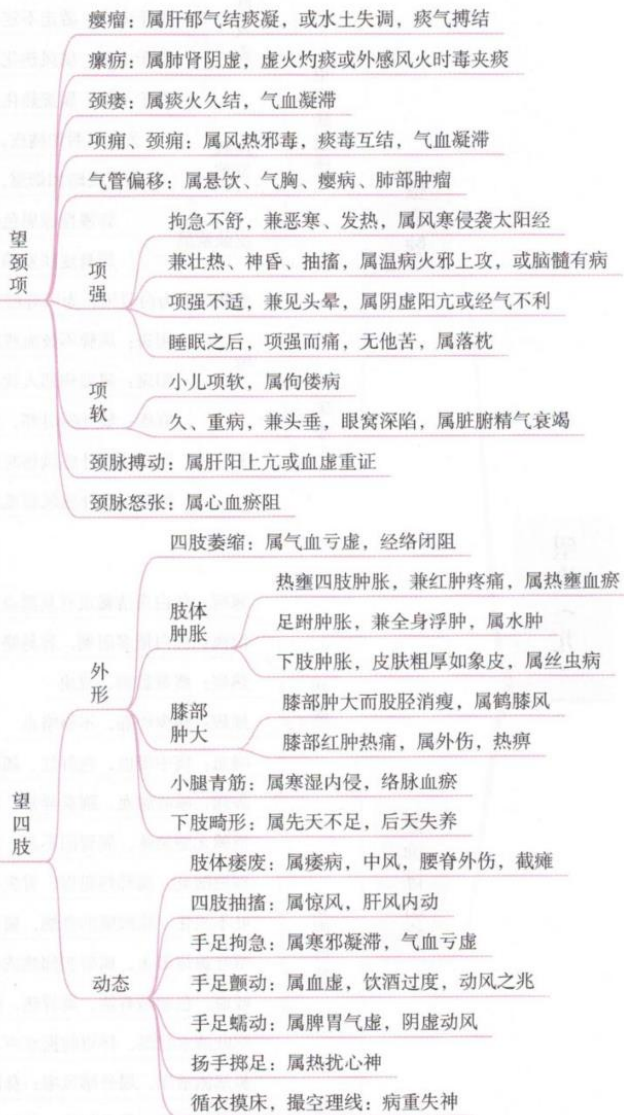 望颈项
瘿瘤：属肝郁气结痰凝，或水土失调，痰气搏结
瘰疬：属肺肾阴虚，虚火灼痰或外感风火时毒夹痰
颈瘘：属痰火久结，气血凝滞
项痈、颈痈：属风热邪毒，痰毒互结，气血凝滞
气管偏移：属悬饮、气胸、瘿病、肺部肿瘤
项强
拘急不舒，兼恶寒、发热，属风寒侵袭太阳经
兼壮热、神昏、抽搐，属温病火邪上攻，或脑髓有病
项强不适，兼见头晕，属阴虚阳亢或经气不利
睡眠之后，项强而痛，无他苦，属落枕
项软
小儿项软，属佝偻病
久、重病，兼头垂，眼窝深陷，属脏腑精气衰竭
颈脉搏动：属肝阳上亢或血虚重证
颈脉怒张：属心血瘀阻
望四肢
外形
四肢萎缩：属气血亏虚，经络闭阻
肢体肿胀
热壅四肢肿胀，兼红肿疼痛，属热壅血瘀
足跗肿胀，兼全身浮肿，属水肿
下肢肿胀，皮肤粗厚如象皮，属丝虫病
膝部肿大
膝部肿大而股胫消瘦，属鹤膝风
膝部红肿热痛，属外伤，热痹
小腿青筋：属寒湿内侵，络脉血瘀
下肢畸形：属先天不足，后天失养
动态
肢体痿废：属痿病，中风，腰脊外伤，截瘫
四肢抽搐：属惊风，肝风内动
手足拘急：属寒邪凝滞，气血亏虚
手足颤动：属血虚，饮酒过度，动风之兆
手足蠕动：属脾胃气虚，阴虚动风
扬手掷足：属热扰心神
循衣摸床，撮空理线：病重失神